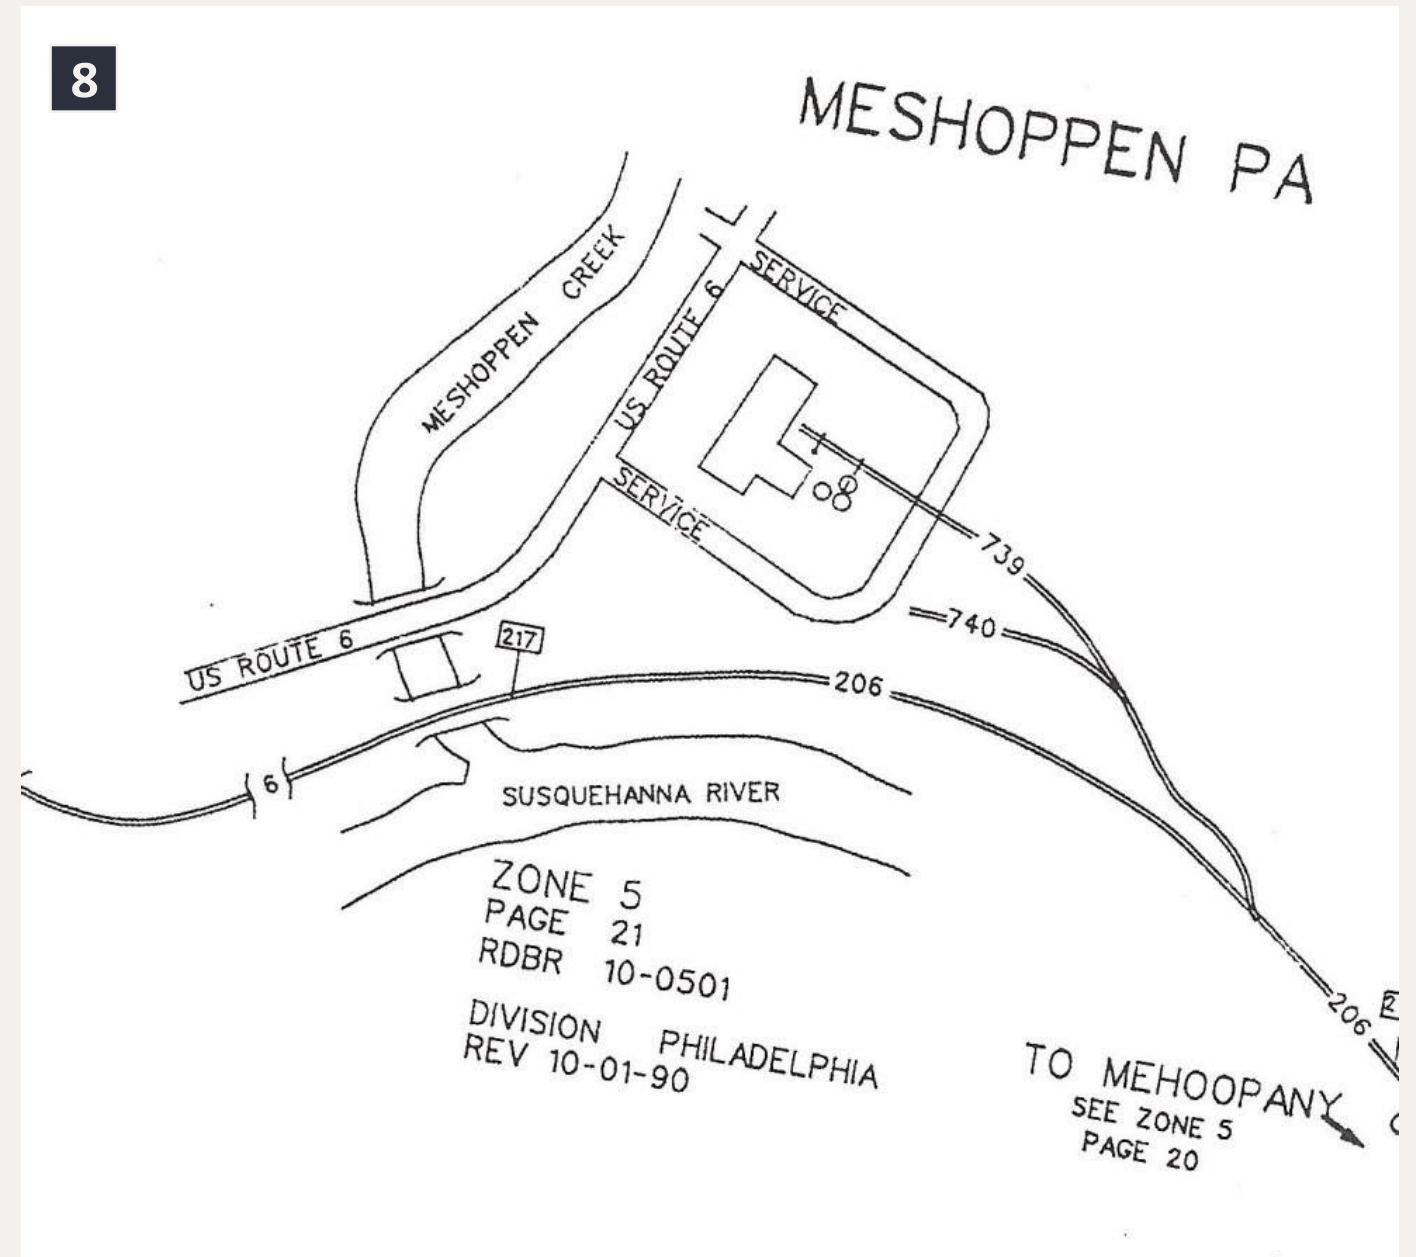 8
MESHOPPEN PA
MESHOPPEN CREEK
SERVICE
US ROUTE 6
SERVICE
739
740
US ROUTE 6
217
206
6
SUSQUEHANNA RIVER
ZONE 5
PAGE 21
RDBR 10-0501
DIVISION PHILADELPHIA
REV 10-01-90
206
TO MEHOOPANY
SEE ZONE 5
PAGE 20